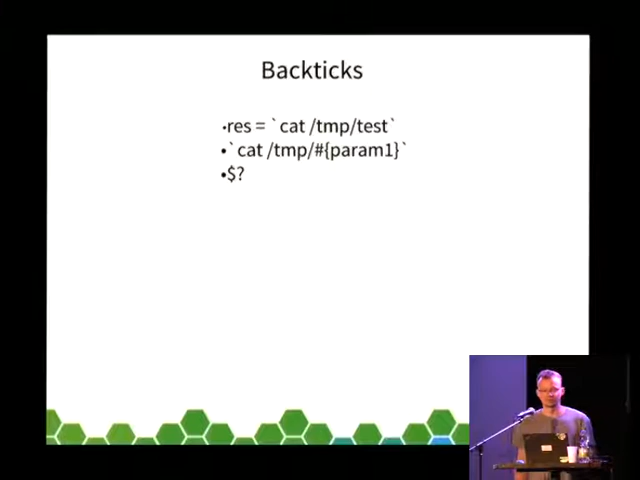 Backticks
•res = `cat /tmp/test`
•`cat /tmp/#{param1}`
•$?